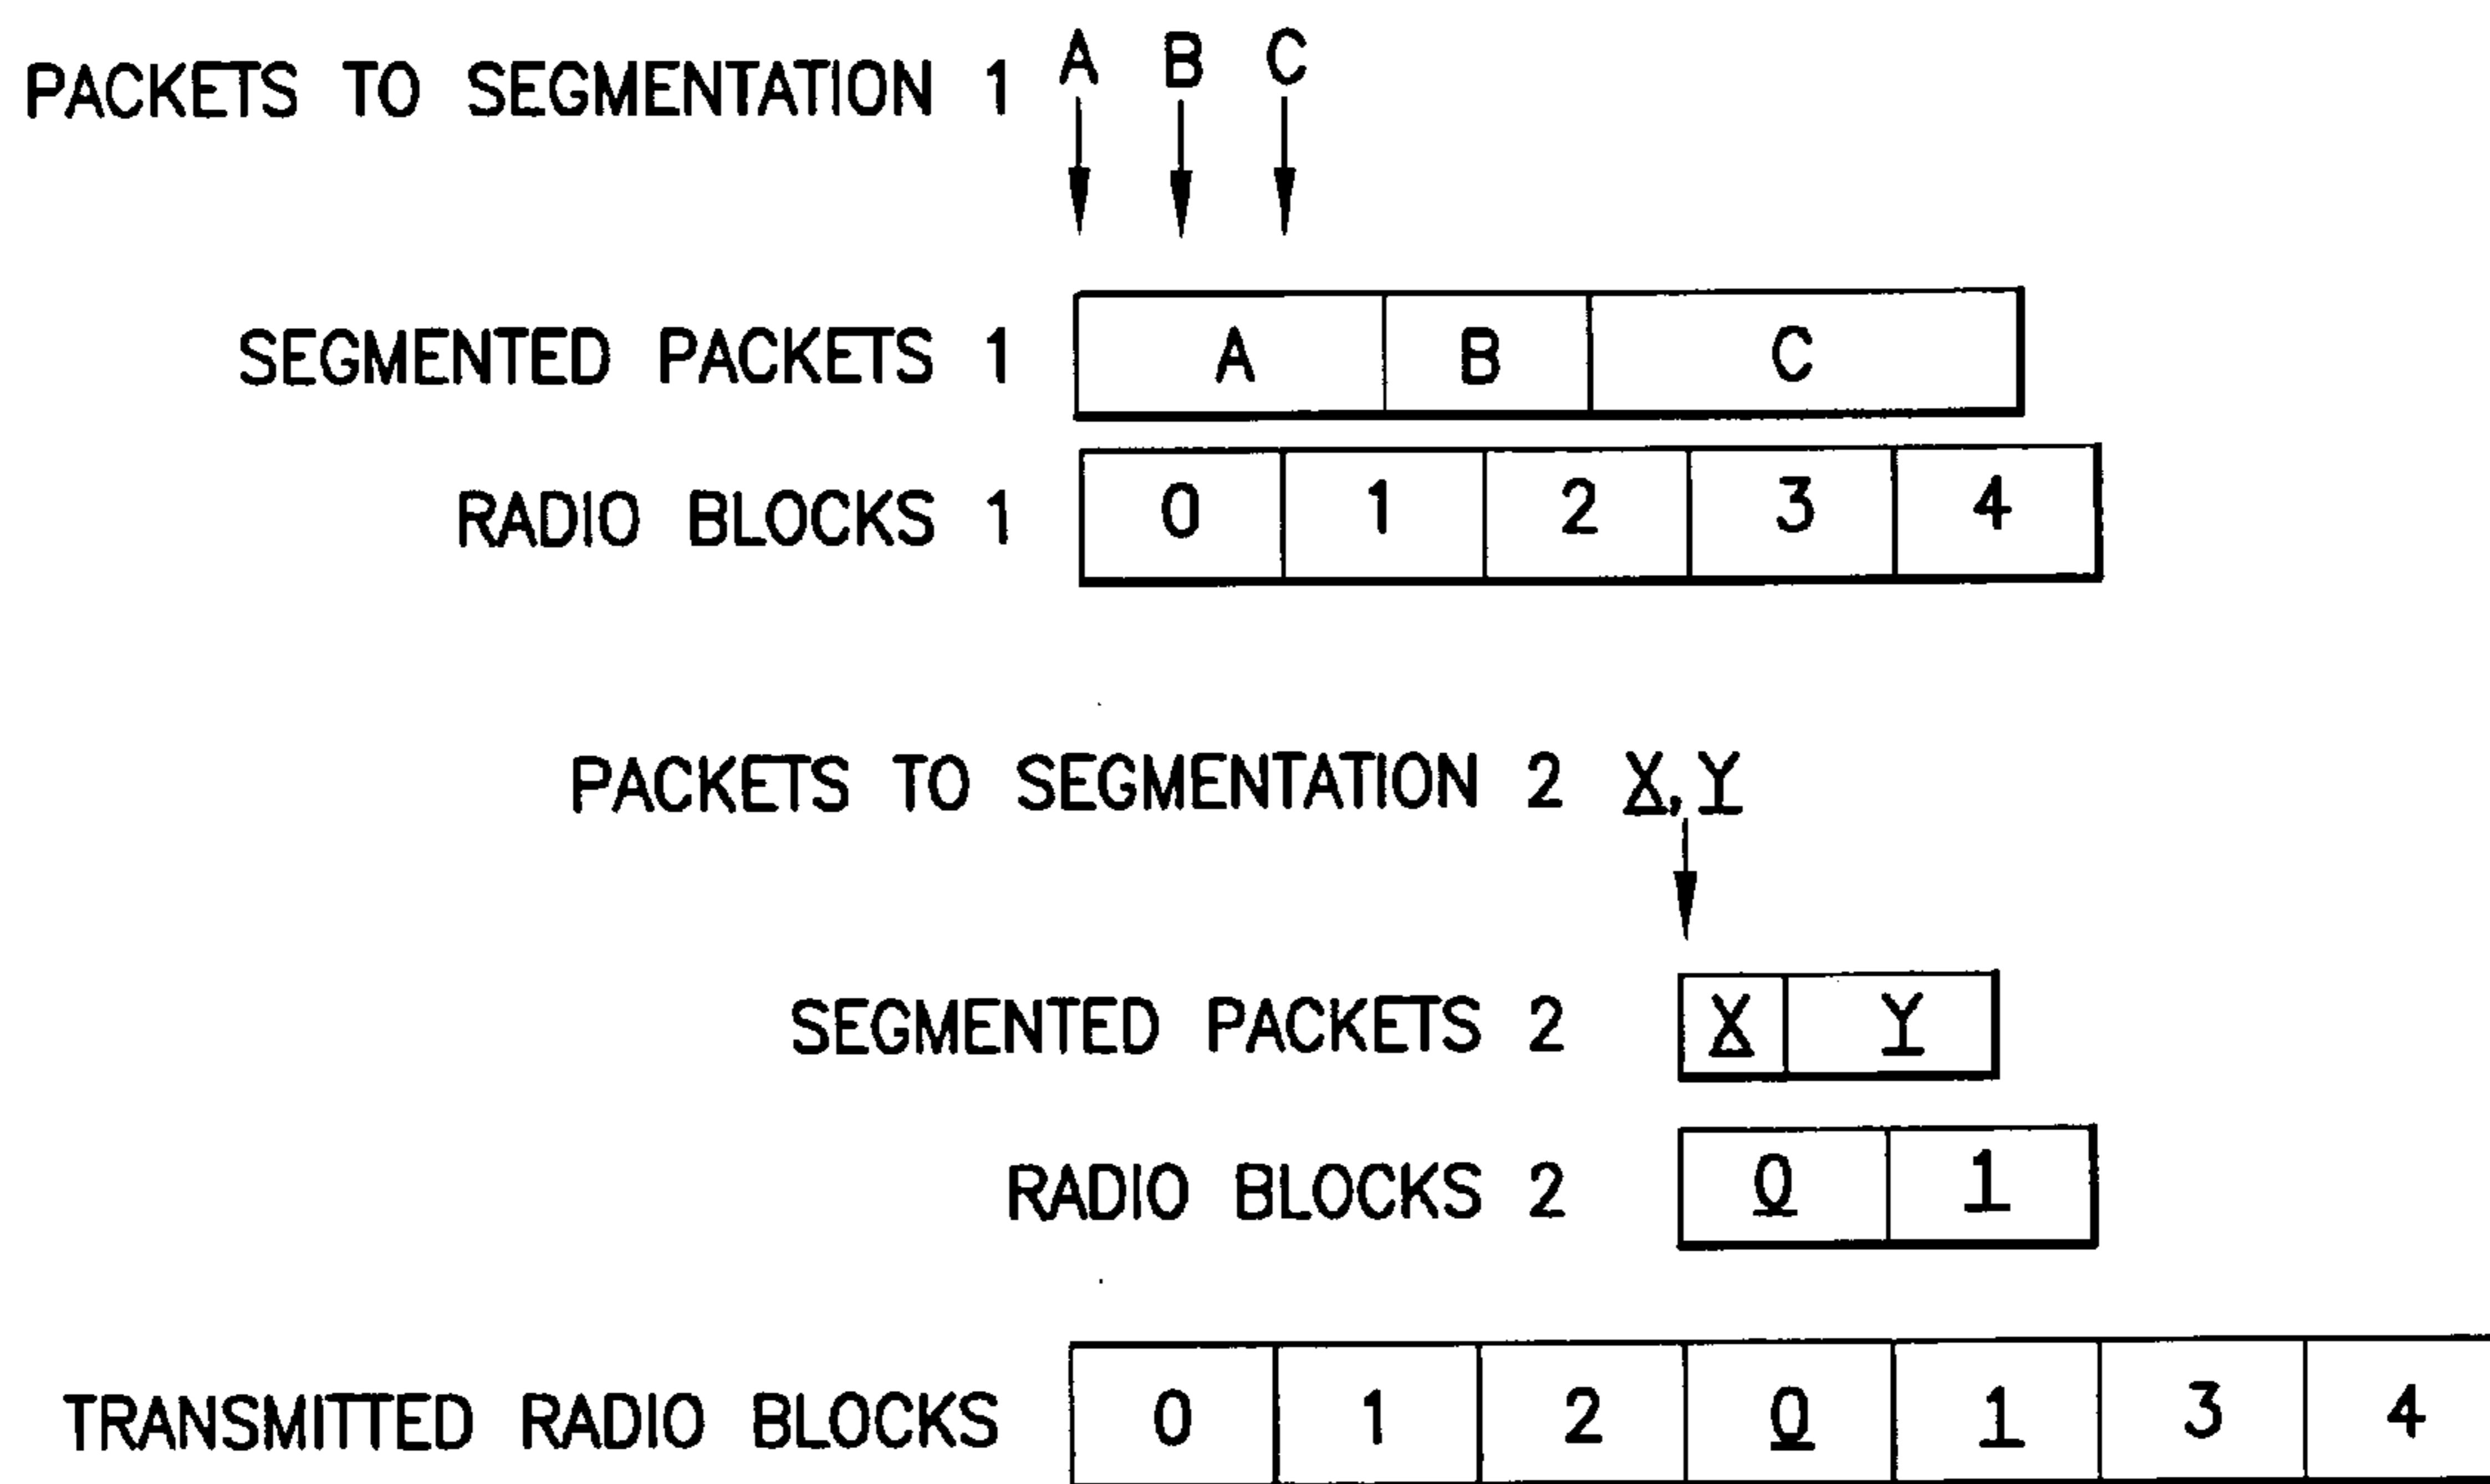 PACKETS TO SEGMENTATION 1 A B C
SEGMENTED PACKETS 1 A B C
RADIO BLOCKS 1 0 1 2 3 4
PACKETS TO SEGMENTATION 2 X̲,Y̲
SEGMENTED PACKETS 2 X̲ Y̲
RADIO BLOCKS 2 0̲ 1̲
TRANSMITTED RADIO BLOCKS 0 1 2 0̲ 1̲ 3 4